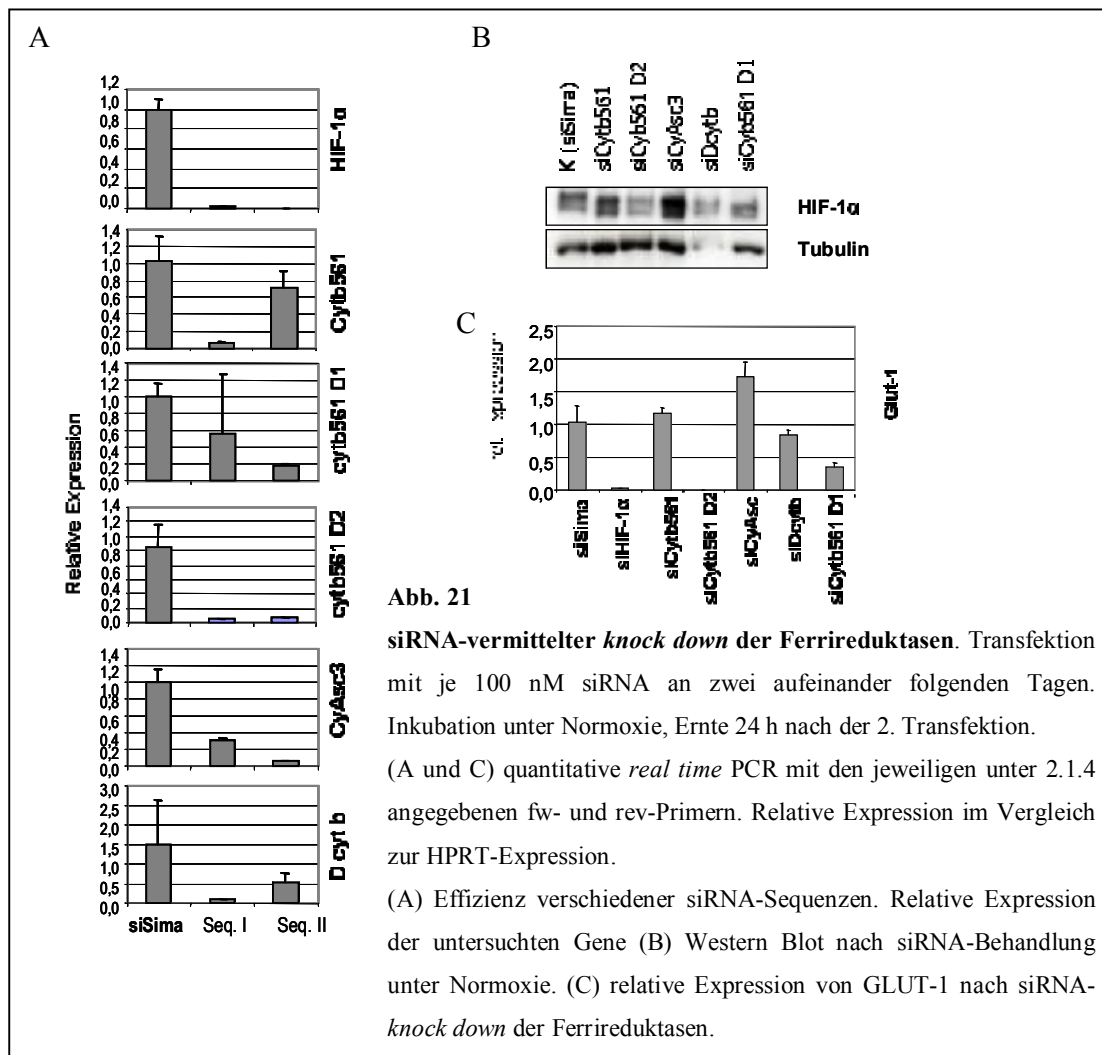 A
1,2
1,0
0,8
0,6
0,4
0,2
0,0
HIF-1α
1,4
1,2
1,0
0,8
0,6
0,4
0,2
0,0
Cytb561
1,4
1,2
1,0
0,8
0,6
0,4
0,2
0,0
cytb561 D1
1,4
1,2
1,0
0,8
0,6
0,4
0,2
0,0
cytb561 D2
1,4
1,2
1,0
0,8
0,6
0,4
0,2
0,0
CyAsc3
3,0
2,5
2,0
1,5
1,0
0,5
0,0
D cyt b
Relative Expression
siSima Seq. I Seq. II
B
K (siSima)
siCytb561
siCyb561 D2
siCyAsc3
siDcytb
siCyb561 D1
HIF-1α
Tubulin
C
2,5
2,0
1,5
1,0
0,5
0,0
Glut-1
siSima
siHIF-1α
siCytb561
siCytb561 D2
siCyAsc
siDcytb
siCytb561 D1
Abb. 21
siRNA-vermittelter knock down der Ferrireduktasen. Transfektion
mit je 100 nM siRNA an zwei aufeinander folgenden Tagen.
Inkubation unter Normoxie, Ernte 24 h nach der 2. Transfektion.
(A und C) quantitative real time PCR mit den jeweiligen unter 2.1.4
angegebenen fw- und rev-Primern. Relative Expression im Vergleich
zur HPRT-Expression.
(A) Effizienz verschiedener siRNA-Sequenzen. Relative Expression
der untersuchten Gene (B) Western Blot nach siRNA-Behandlung
unter Normoxie. (C) relative Expression von GLUT-1 nach siRNA-
knock down der Ferrireduktasen.